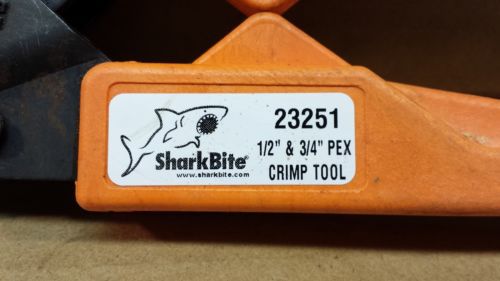 SharkBite®
www.sharkbite.com
23251
1/2" & 3/4" PEX
CRIMP TOOL